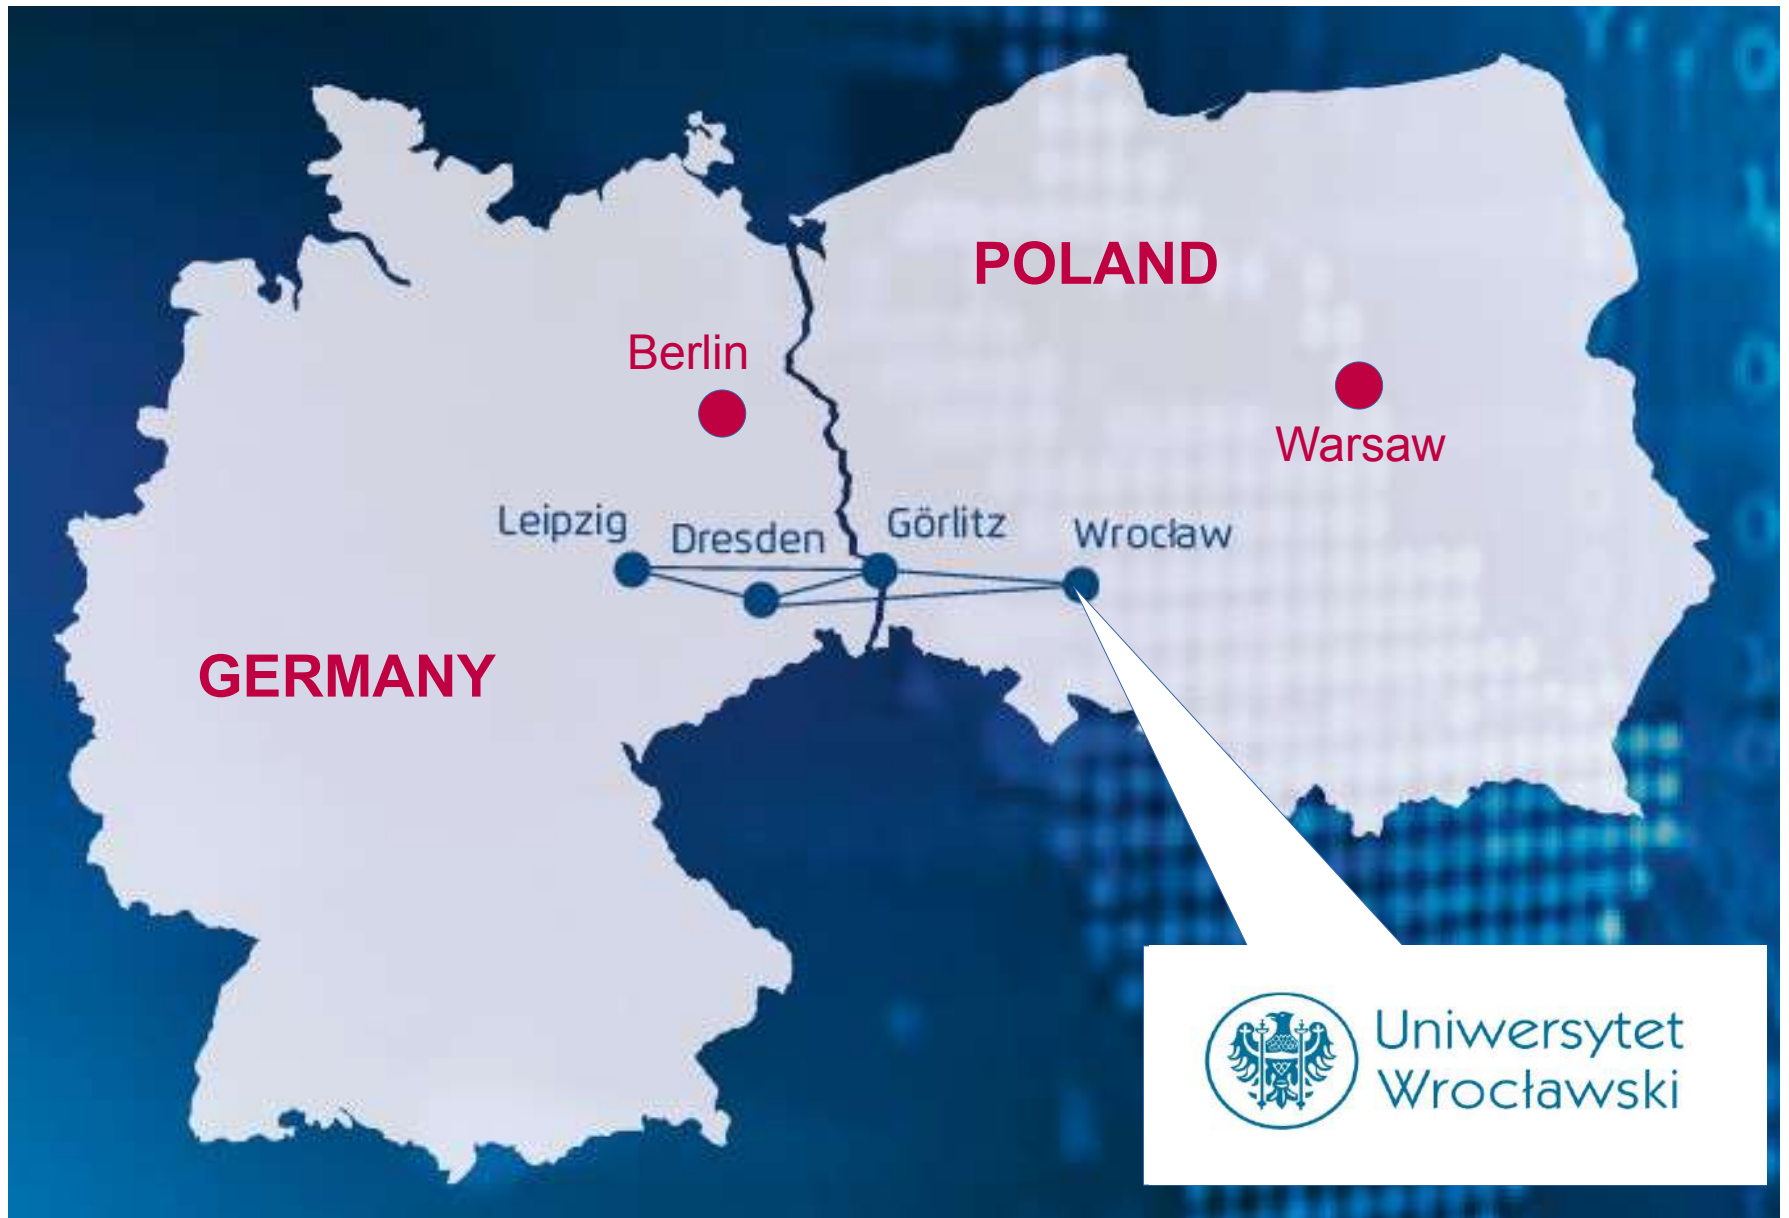 POLAND
Berlin
Warsaw
Leipzig
Dresden
Görlitz
Wrocław
GERMANY
Uniwersytet
Wrocławski